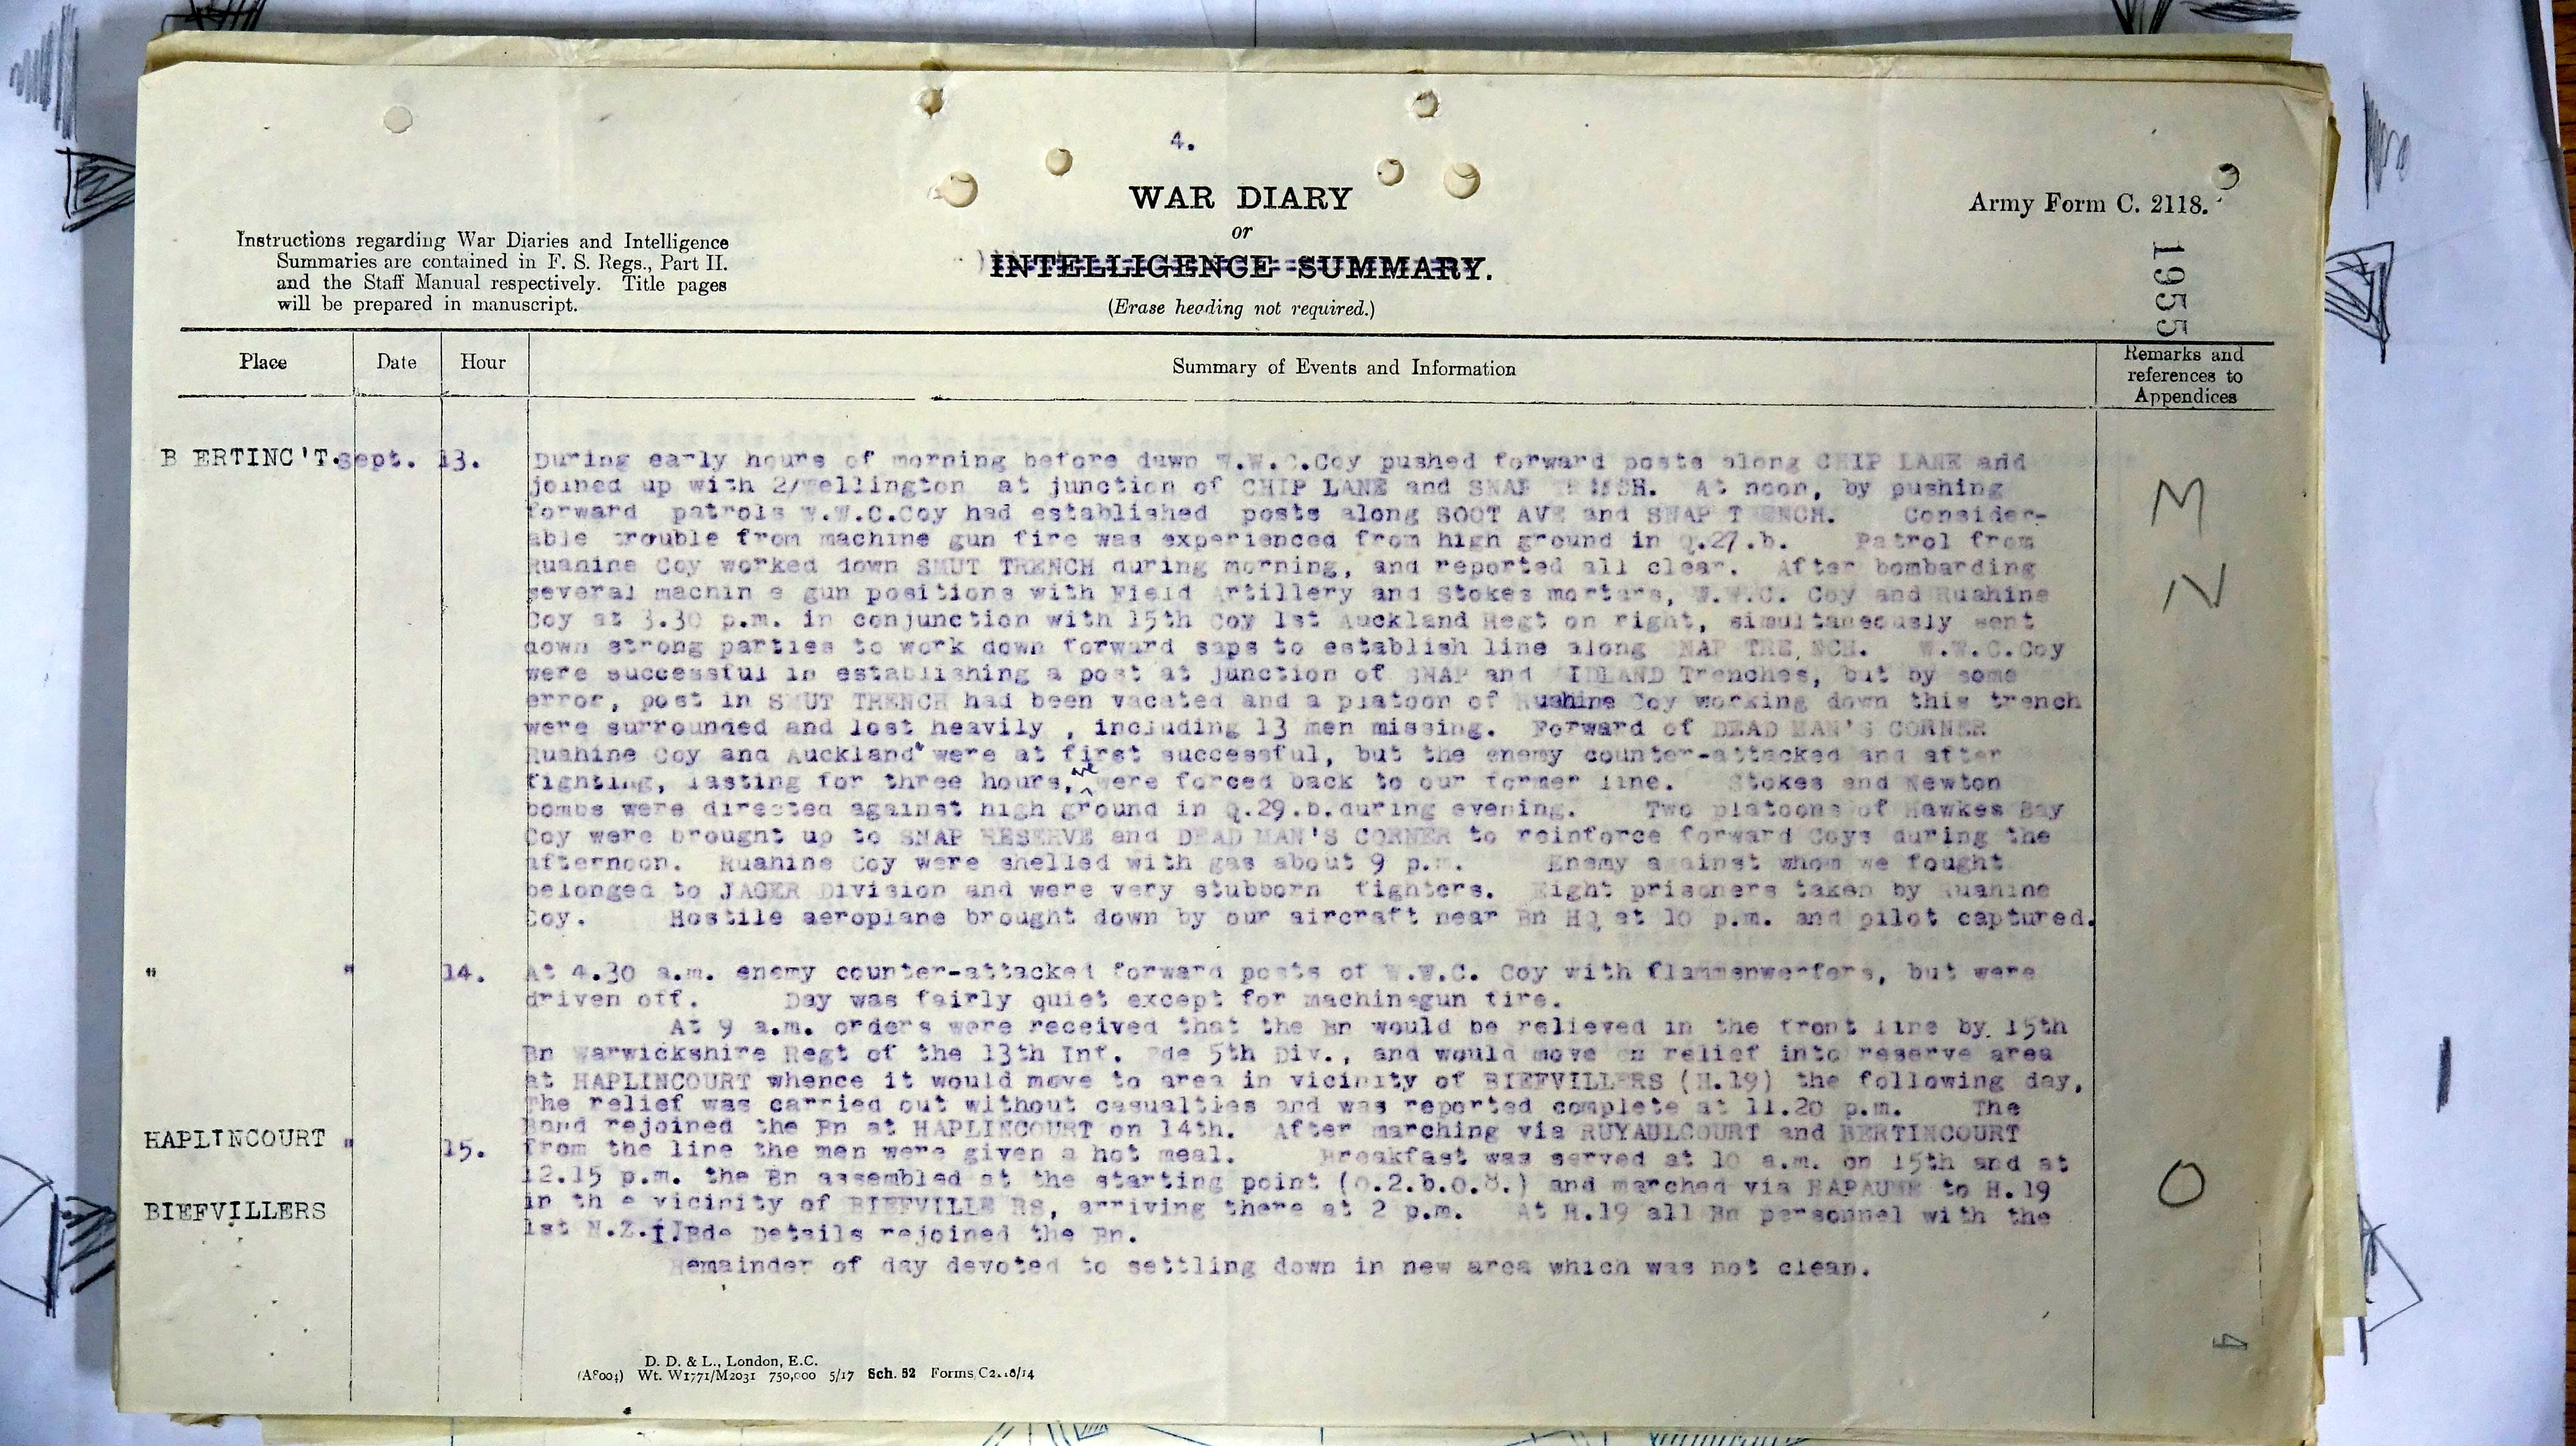 4.
WAR DIARY
or
INTELLIGENCE SUMMARY.
(Erase heading not required.)
Army Form C. 2118.
1955
Instructions regarding War Diaries and Intelligence
Summaries are contained in F. S. Regs., Part II.
and the Staff Manual respectively. Title pages
will be prepared in manuscript.
Place Date Hour Summary of Events and Information Remarks and
references to
Appendices
B ERTINC'T. sept. 13. During early hours of morning before dawn W.W.C.Coy pushed forward posts along CHIP LANE and
joined up with 2/Wellington at junction of CHIP LANE and SNAP TRENCH. At noon, by pushing
forward patrols W.W.C.Coy had established posts along SOOT AVE and SNAP TRENCH. Consider-
M
able trouble from machine gun fire was experienced from high ground in Q.27.b. Patrol from
Ruahine Coy worked down SMUT TRENCH during morning, and reported all clear. After bombarding
several machin e gun positions with Field Artillery and Stokes mortars, W.W.C. Coy and Ruahine
N
Coy at 3.30 p.m. in conjunction with 15th Coy 1st Auckland Regt on right, simultaneously sent
down strong parties to work down forward saps to establish line along SNAP TRE NCH. W.W.C.Coy
were successful in establishing a post at junction of SNAP and MIDLAND Trenches, but by some
error, post in SMUT TRENCH had been vacated and a platoon of Ruahine Coy working down this trench
were surrounded and lost heavily , including 13 men missing. Forward of DEAD MAN'S CORNER
Ruahine Coy and Auckland were at first successful, but the enemy counter-attacked and after
fighting, lasting for three hours, we were forced back to our former line. Stokes and Newton
bombs were directed against high ground in Q.29.b.during evening. Two platoons of Hawkes Bay
Coy were brought up to SNAP RESERVE and DEAD MAN'S CORNER to reinforce forward Coys during the
afternoon. Ruahine Coy were shelled with gas about 9 p.m. Enemy against whom we fought
belonged to JAGER Division and were very stubborn fighters. Eight prisoners taken by Ruahine
Coy. Hostile aeroplane brought down by our aircraft near Bn HQ at 10 p.m. and pilot captured.
" " 14. At 4.30 a.m. enemy counter-attacked forward posts of W.W.C. Coy with flammenwerfers, but were
driven off. Day was fairly quiet except for machinegun fire.
At 9 a.m. orders were received that the Bn would be relieved in the front line by 15th
Bn Warwickshire Regt of the 13th Inf. Bde 5th Div., and would move on relief into reserve area
at HAPLINCOURT whence it would move to area in vicinity of BIEFVILLERS (H.19) the following day.
The relief was carried out without casualties and was reported complete at 11.20 p.m. The
Band rejoined the Bn at HAPLINCOURT on 14th. After marching via RUYAULCOURT and BERTINCOURT
HAPLINCOURT " 15. from the line the men were given a hot meal. Breakfast was served at 10 a.m. on 15th and at
12.15 p.m. the Bn assembled at the starting point (o.2.b.o.8.) and marched via BAPAUME to H.19
O
BIEFVILLERS in th e vicinity of BIEFVILLE RS, arriving there at 2 p.m. At H.19 all Bn personnel with the
1st N.Z.I.Bde Details rejoined the Bn.
Remainder of day devoted to settling down in new area which was not clean.
4
D. D. & L., London, E.C.
(A8004) Wt. W1771/M2031 750,000 5/17 Sch. 52 Forms C2118/14